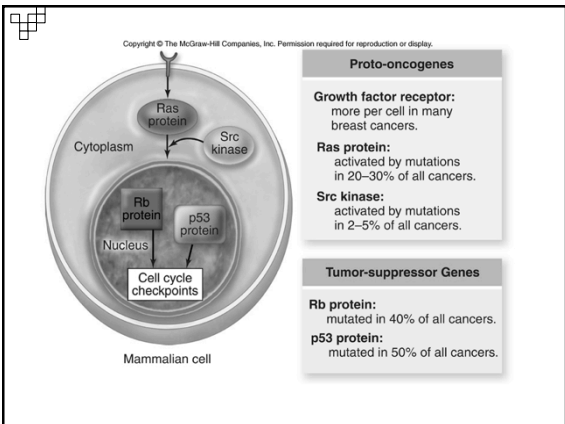 Copyright © The McGraw-Hill Companies, Inc. Permission required for reproduction or display.
Ras
protein
Src
kinase
Cytoplasm
Rb
protein
p53
protein
Nucleus
Cell cycle
checkpoints
Mammalian cell
Proto-oncogenes
Growth factor receptor:
more per cell in many
breast cancers.
Ras protein:
activated by mutations
in 20–30% of all cancers.
Src kinase:
activated by mutations
in 2–5% of all cancers.
Tumor-suppressor Genes
Rb protein:
mutated in 40% of all cancers.
p53 protein:
mutated in 50% of all cancers.